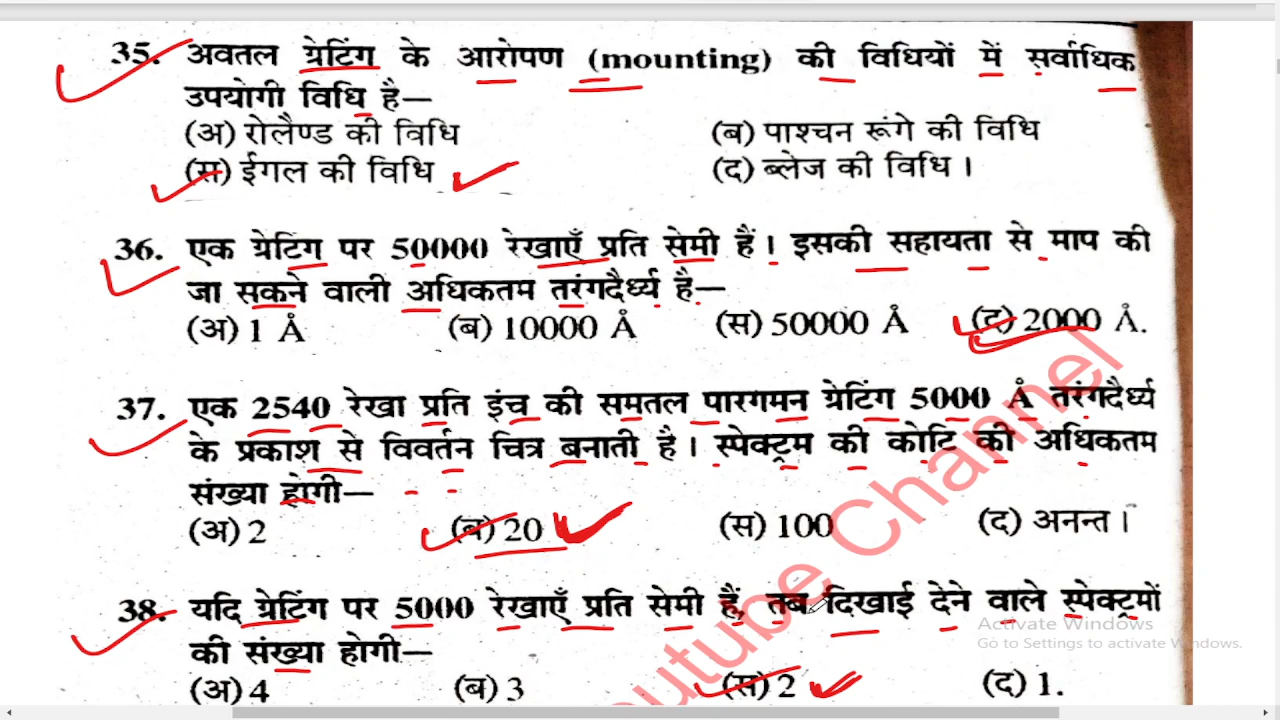 35. अवतल ग्रेटिंग के आरोपण (mounting) की विधियों में सर्वाधिक
उपयोगी विधि है—
(अ) रोलैण्ड की विधि (ब) पाश्चन रूंगे की विधि
(स) ईगल की विधि (द) ब्लेज की विधि ।
36. एक ग्रेटिंग पर 50000 रेखाएँ प्रति सेमी हैं । इसकी सहायता से माप की
जा सकने वाली अधिकतम तरंगदैर्ध्य है—
(अ) 1 Å (ब) 10000 Å (स) 50000 Å (द) 2000 Å.
37. एक 2540 रेखा प्रति इंच की समतल पारगमन ग्रेटिंग 5000 Å तरंगदैर्ध्य
के प्रकाश से विवर्तन चित्र बनाती है । स्पेक्ट्रम की कोटि की अधिकतम
संख्या होगी—
(अ) 2 (ब) 20 (स) 100 (द) अनन्त ।
38. यदि ग्रेटिंग पर 5000 रेखाएँ प्रति सेमी हैं, तब दिखाई देने वाले स्पेक्ट्रमों
की संख्या होगी—
(अ) 4 (ब) 3 (स) 2 (द) 1.
outube Channel
Activate Windows
Go to Settings to activate Windows.